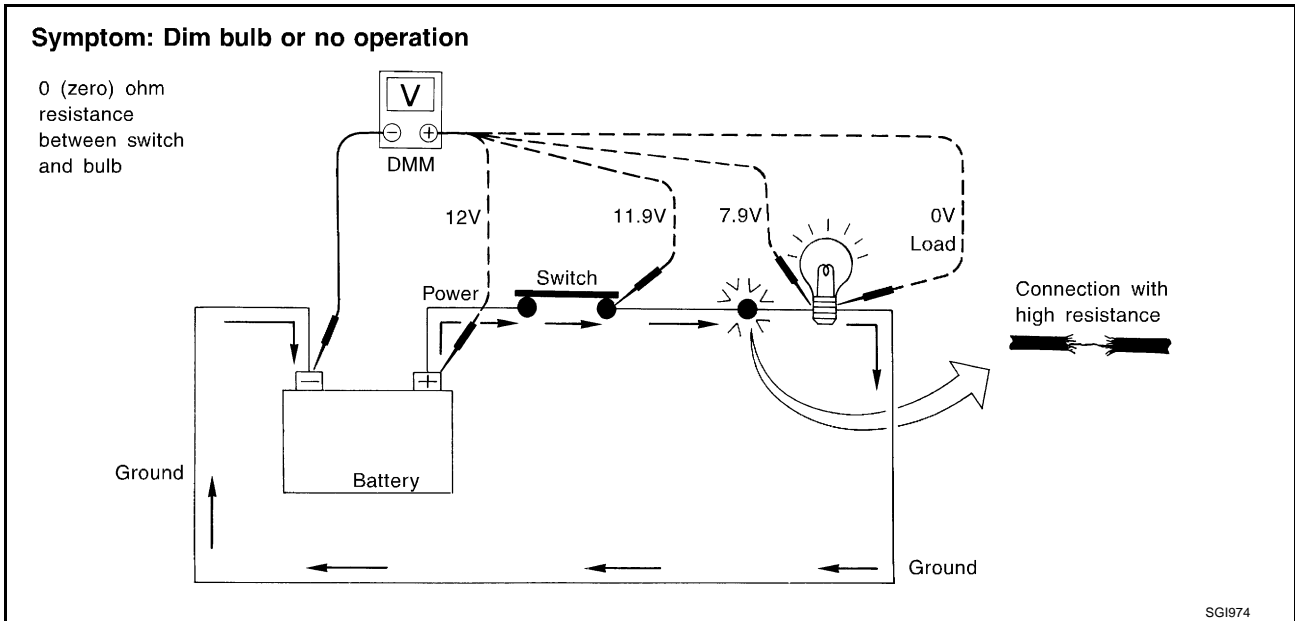 Symptom: Dim bulb or no operation
0 (zero) ohm
resistance
between switch
and bulb
V
− +
DMM
12V
11.9V
7.9V
0V
Load
Switch
Power
Connection with
high resistance
− +
Battery
Ground
Ground
SGI974